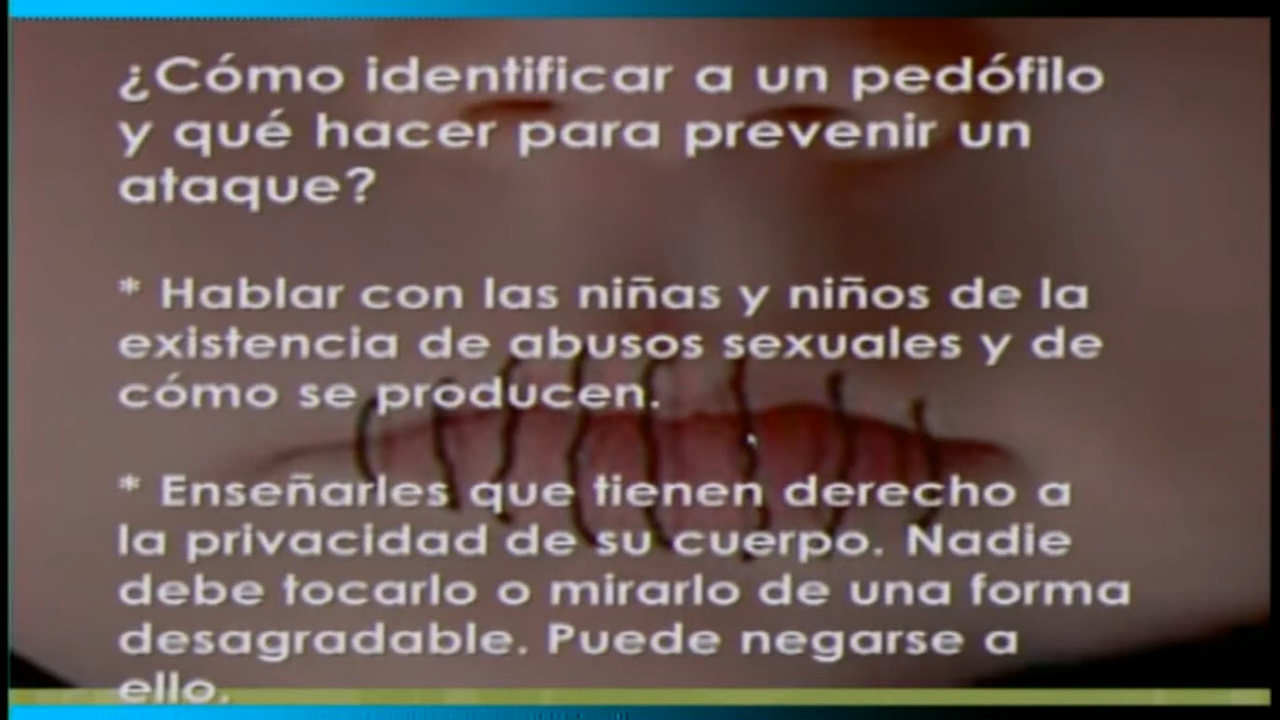 ¿Cómo identificar a un pedófilo
y qué hacer para prevenir un
ataque?
* Hablar con las niñas y niños de la
existencia de abusos sexuales y de
cómo se producen.
* Enseñarles que tienen derecho a
la privacidad de su cuerpo. Nadie
debe tocarlo o mirarlo de una forma
desagradable. Puede negarse a
ello.